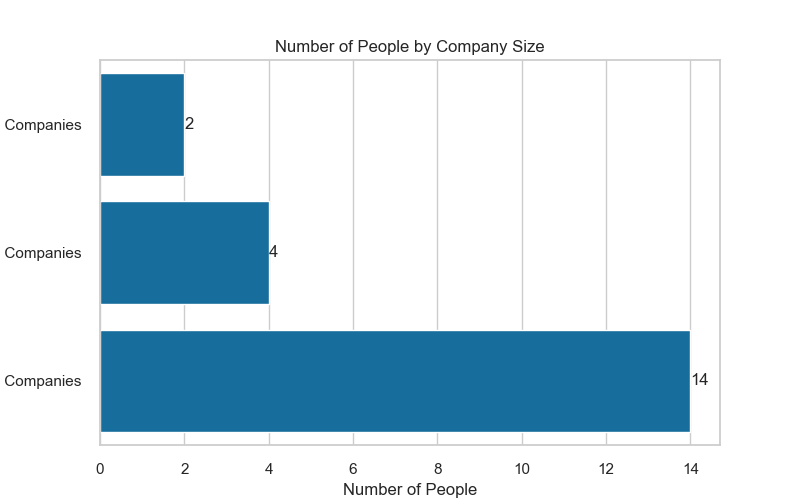 Number of People by Company Size
Companies
2
Companies
4
Companies
14
0 2 4 6 8 10 12 14
Number of People